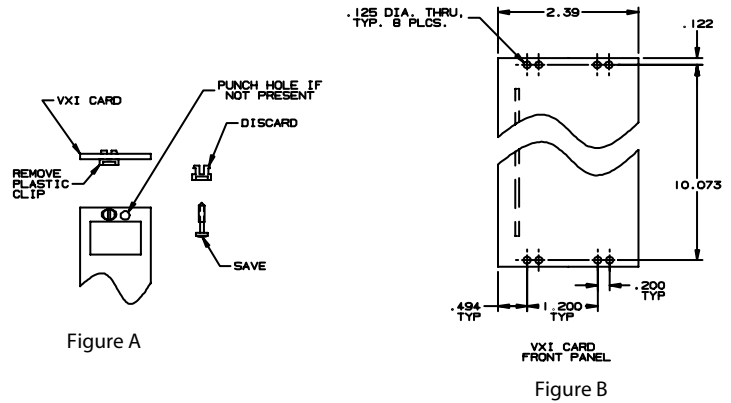 PUNCH HOLE IF
NOT PRESENT
VXI CARD
DISCARD
REMOVE
PLASTIC
CLIP
SAVE
Figure A
.125 DIA. THRU,
TYP. 8 PLCS.
2.39
.122
10.073
.200
TYP
.494
TYP
1.200
TYP
VXI CARD
FRONT PANEL
Figure B